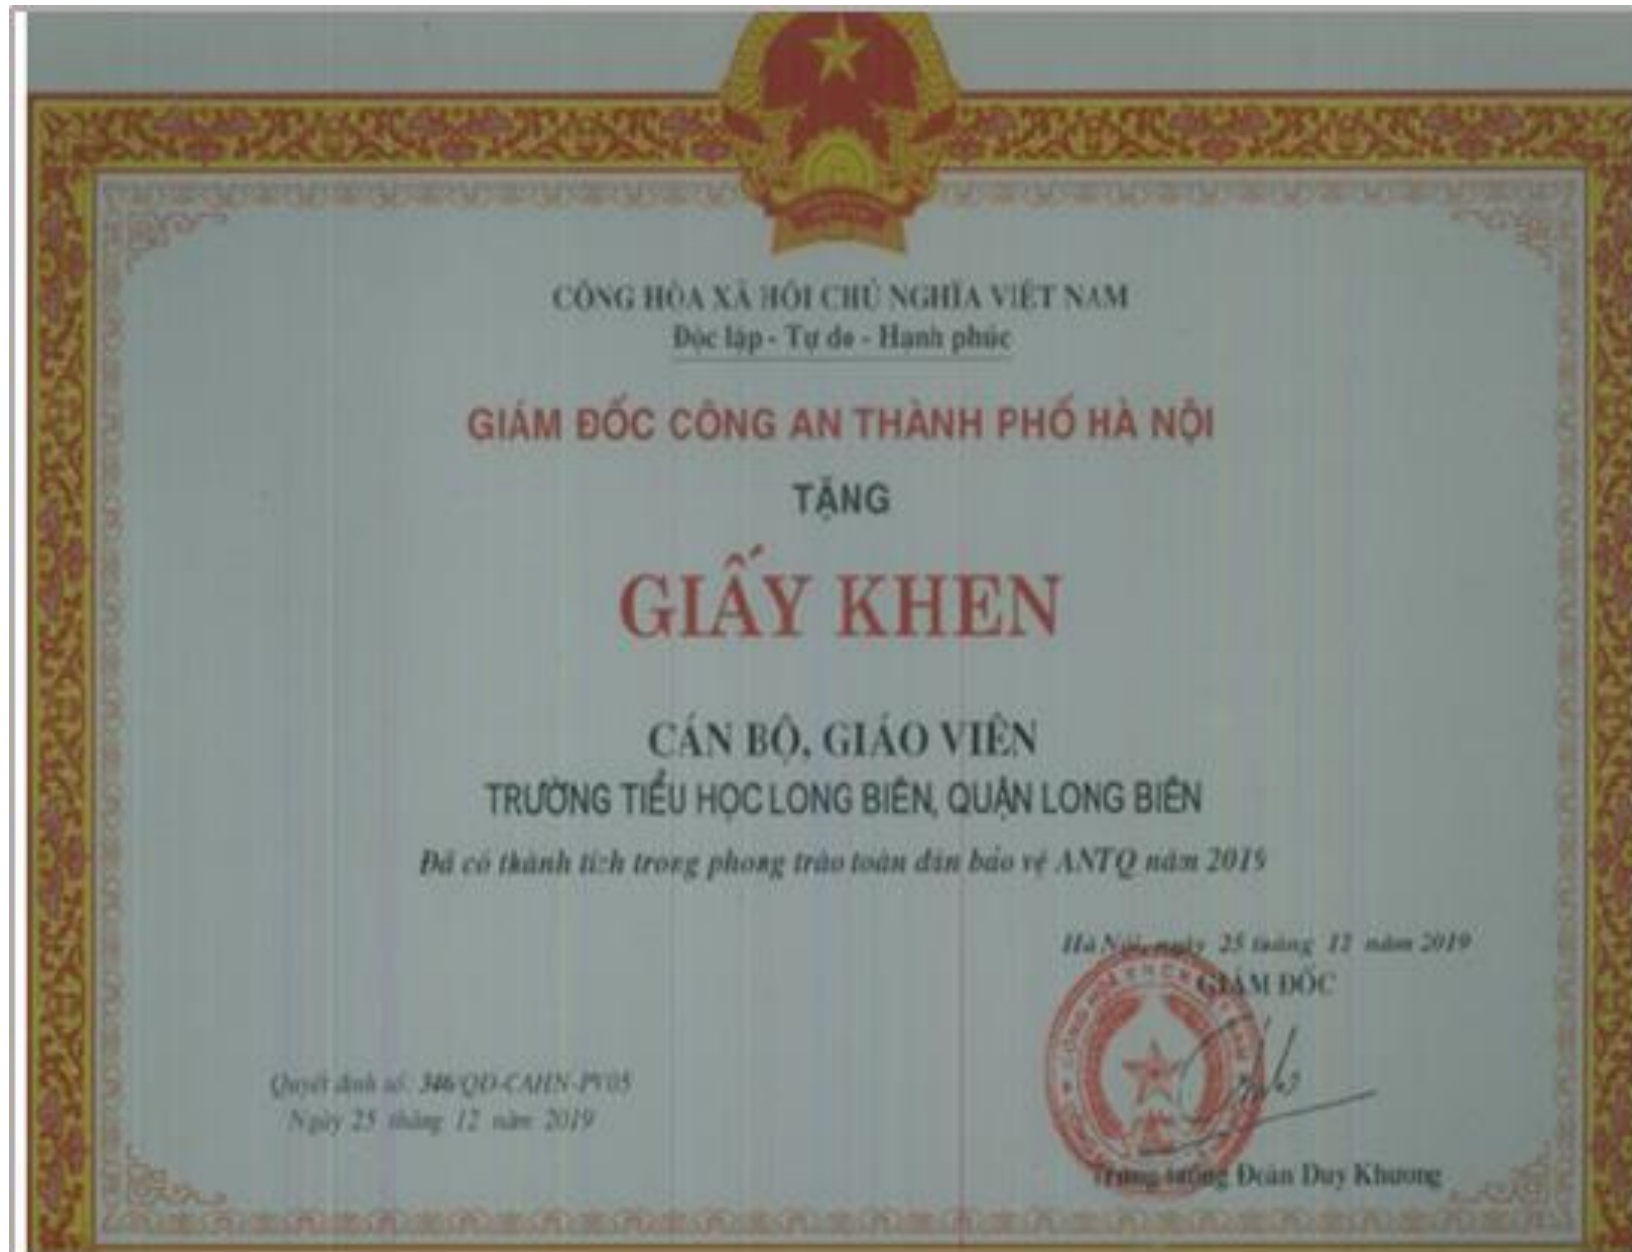 CỘNG HÒA XÃ HỘI CHỦ NGHĨA VIỆT NAM
Độc lập - Tự do - Hạnh phúc
GIÁM ĐỐC CÔNG AN THÀNH PHỐ HÀ NỘI
TẶNG
GIẤY KHEN
CÁN BỘ, GIÁO VIÊN
TRƯỜNG TIỂU HỌC LONG BIÊN, QUẬN LONG BIÊN
Đã có thành tích trong phong trào toàn dân bảo vệ ANTQ năm 2019
Hà Nội, ngày 25 tháng 12 năm 2019
GIÁM ĐỐC
Quyết định số: 346/QD-CAHN-PV05
Ngày 25 tháng 12 năm 2019
Trung tướng Đoàn Duy Khương